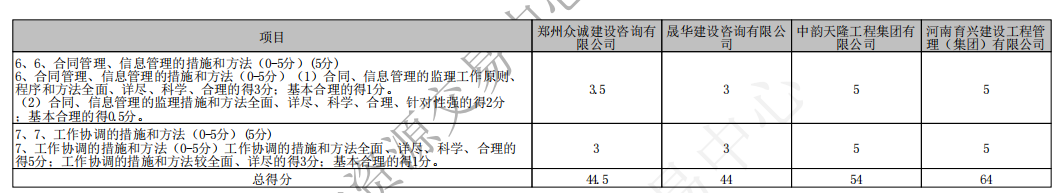 项目
郑州众诚建设咨询有
限公司
晟华建设咨询有限公
司
中韵天隆工程集团有
限公司
河南育兴建设工程管
理（集团）有限公司
6、6、合同管理、信息管理的措施和方法（0-5分）(5分)
6、合同管理、信息管理的措施和方法（0-5分）（1）合同、信息管理的监理工作原则、
程序和方法全面、详尽、科学、合理的得3分；基本合理的得1分。
（2）合同、信息管理的监理措施和方法全面、详尽、科学、合理、针对性强的得2分
；基本合理的得0.5分。
3.5
3
5
5
7、7、工作协调的措施和方法（0-5分）(5分)
7、工作协调的措施和方法（0-5分）工作协调的措施和方法全面、详尽、科学、合理的
得5分；工作协调的措施和方法较全面、详尽的得3分；基本合理的得1分。
3
3
5
5
总得分
44.5
44
54
64
资源交易中心
易中心